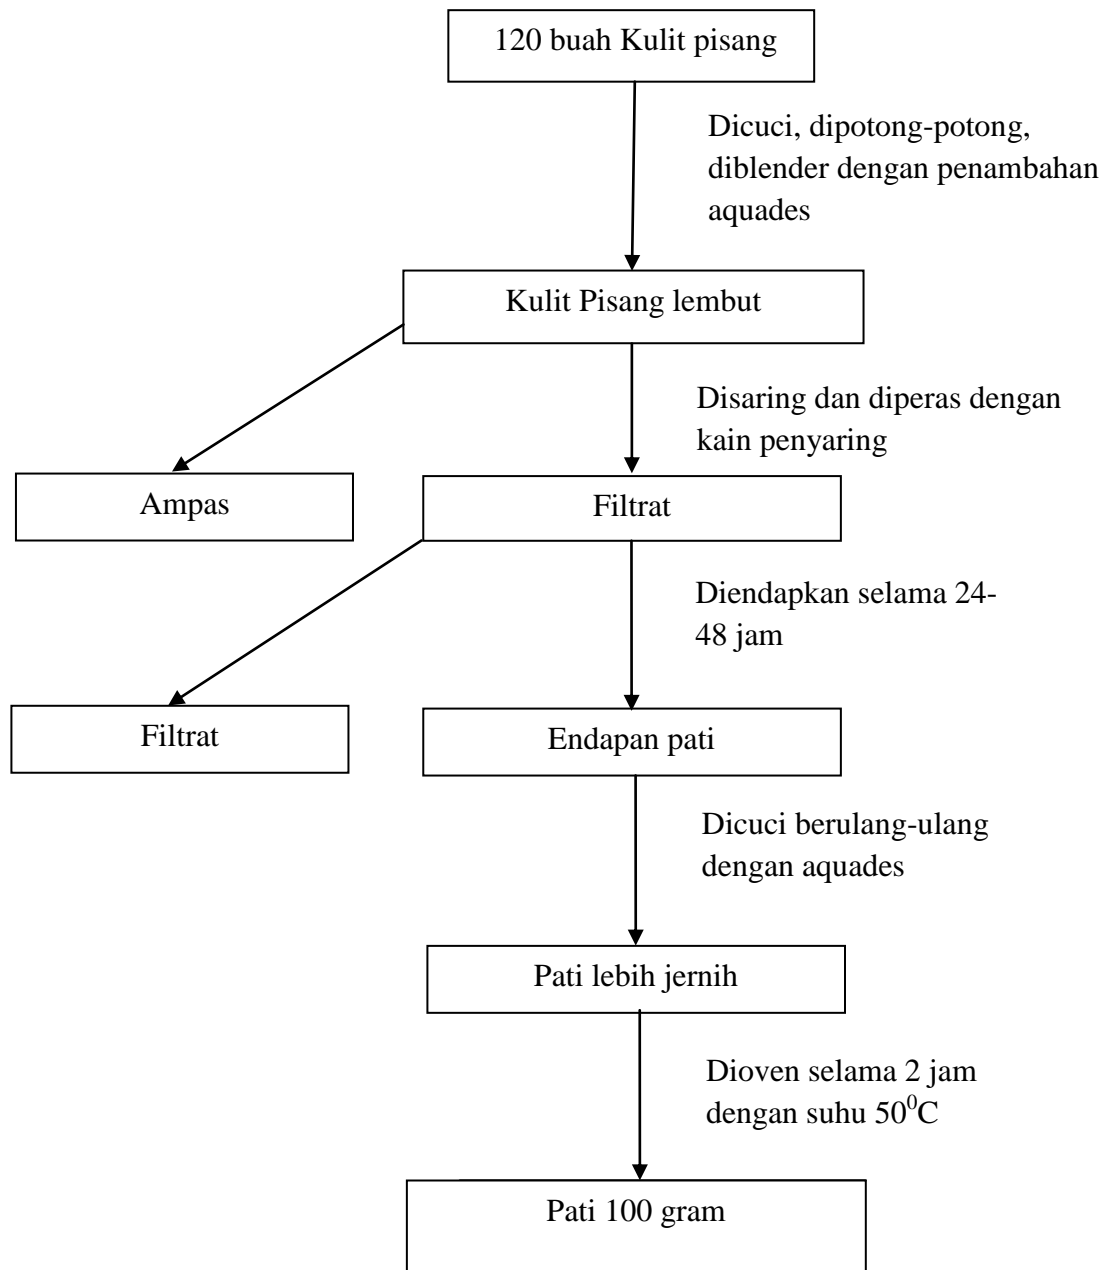 120 buah Kulit pisang
Dicuci, dipotong-potong,
diblender dengan penambahan
aquades
Kulit Pisang lembut
Disaring dan diperas dengan
kain penyaring
Ampas
Filtrat
Diendapkan selama 24-
48 jam
Filtrat
Endapan pati
Dicuci berulang-ulang
dengan aquades
Pati lebih jernih
Dioven selama 2 jam
dengan suhu 50⁰C
Pati 100 gram